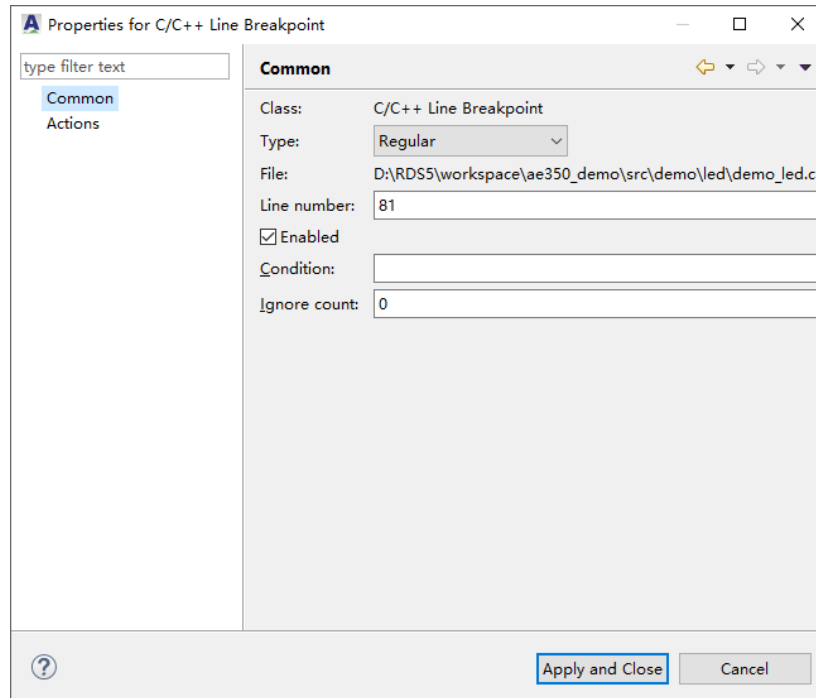 Properties for C/C++ Line Breakpoint
type filter text
Common
Actions
Common
Class: C/C++ Line Breakpoint
Type: Regular
File: D:\RDS5\workspace\ae350_demo\src\demo\led\demo_led.c
Line number: 81
Enabled
Condition:
Ignore count: 0
Apply and Close Cancel